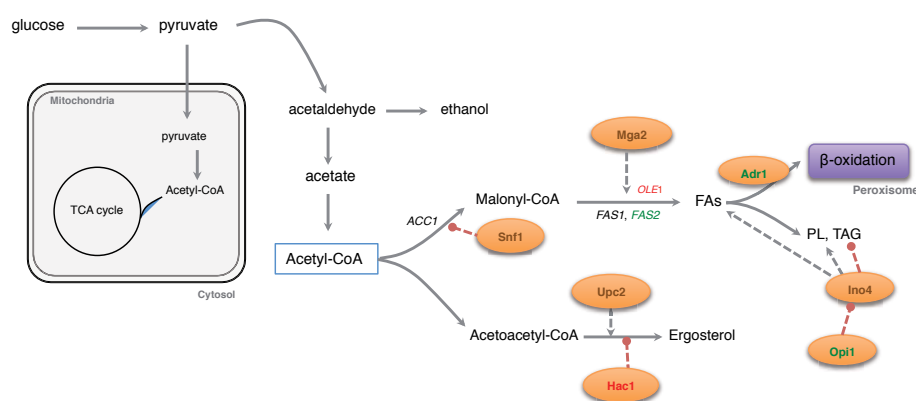 glucose
pyruvate
Mitochondria
pyruvate
Acetyl-CoA
TCA cycle
Cytosol
acetaldehyde
ethanol
acetate
Acetyl-CoA
ACC1
Malonyl-CoA
Snf1
Mga2
OLE1
FAS1, FAS2
FAs
Adr1
β-oxidation
Peroxisome
PL, TAG
Ino4
Opi1
Acetoacetyl-CoA
Upc2
Ergosterol
Hac1